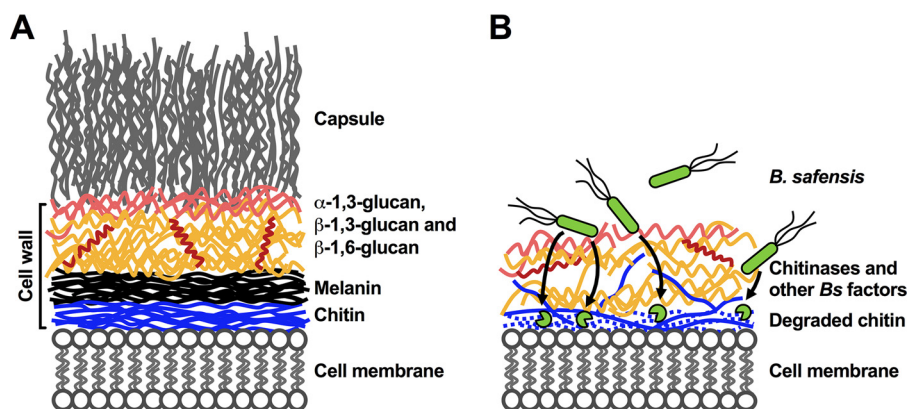 A
Capsule
α-1,3-glucan,
β-1,3-glucan and
β-1,6-glucan
Cell wall
Melanin
Chitin
Cell membrane
B
B. safensis
Chitinases and
other Bs factors
Degraded chitin
Cell membrane